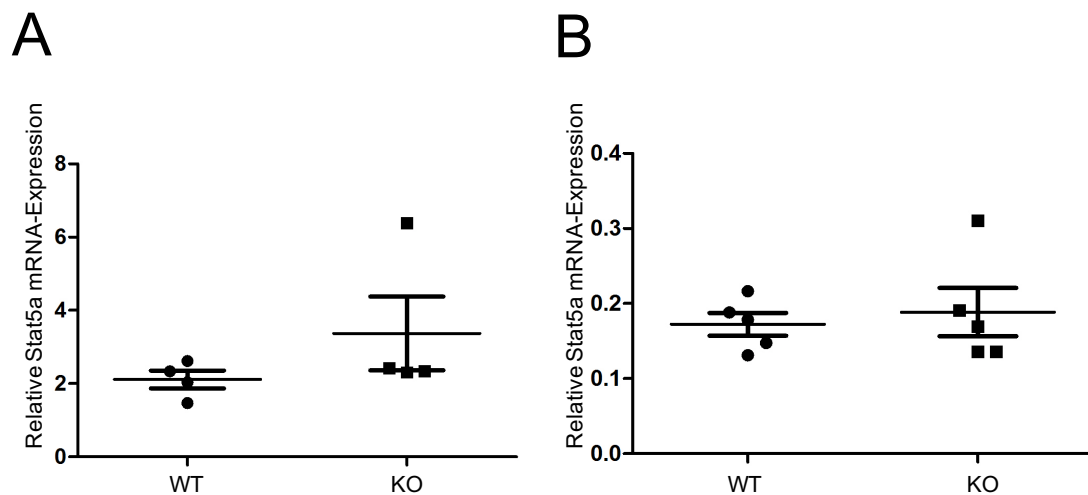 A
B
Relative Stat5a mRNA-Expression
8
6
4
2
0
WT
KO
Relative Stat5a mRNA-Expression
0.4
0.3
0.2
0.1
0.0
WT
KO